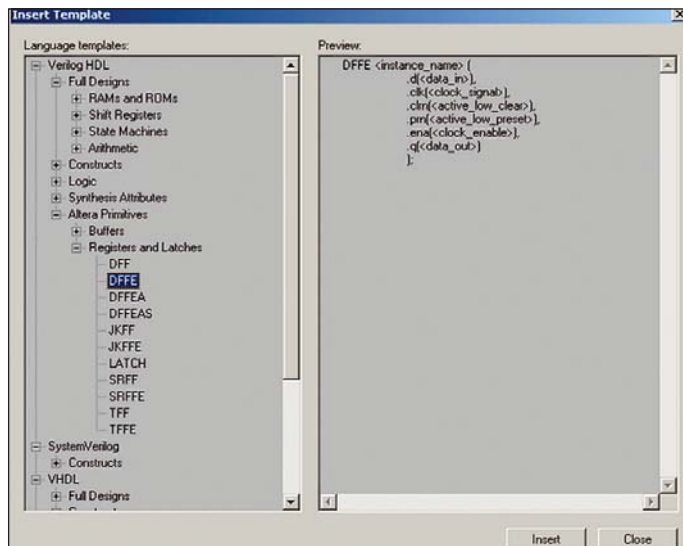 Insert Template
Language templates:
Verilog HDL
Full Designs
RAMs and ROMs
Shift Registers
State Machines
Arithmetic
Constructs
Logic
Synthesis Attributes
Altera Primitives
Buffers
Registers and Latches
DFF
DFFE
DFFEA
DFFEAS
JKFF
JKFFE
LATCH
SRFF
SRFFE
TFF
TFFE
SystemVerilog
Constructs
VHDL
Full Designs
Preview:
DFFE <instance_name> (
.d(<data_in>),
.clk(<clock_signal>),
.clrn(<active_low_clear>),
.prn(<active_low_preset>),
.ena(<clock_enable>),
.q(<data_out>)
);
Insert
Close